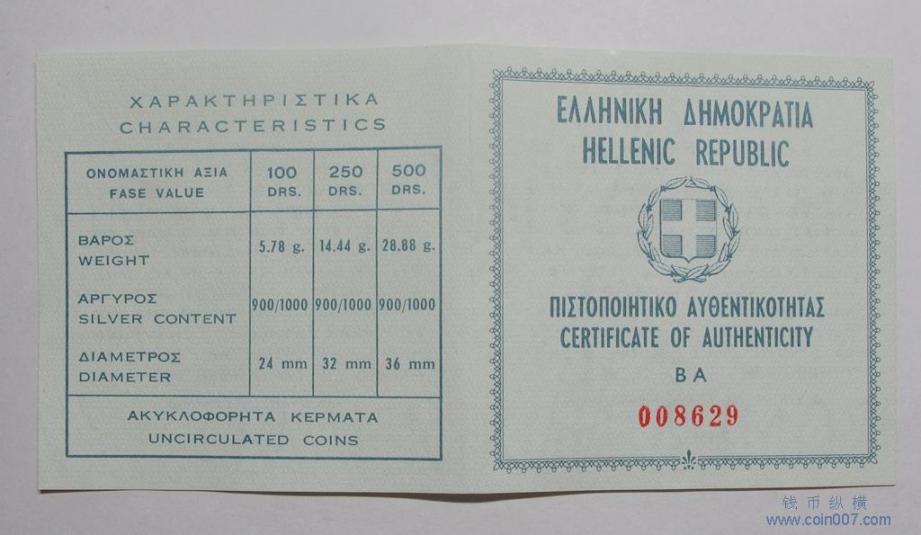 ΧΑΡΑΚΤΗΡΙΣΤΙΚΑ
CHARACTERISTICS
ΟΝΟΜΑΣΤΙΚΗ ΑΞΙΑ
FASE VALUE
100 DRS.
250 DRS.
500 DRS.
ΒΑΡΟΣ
WEIGHT
5.78 g.
14.44 g.
28.88 g.
ΑΡΓΥΡΟΣ
SILVER CONTENT
900/1000
900/1000
900/1000
ΔΙΑΜΕΤΡΟΣ
DIAMETER
24 mm
32 mm
36 mm
ΑΚΥΚΛΟΦΟΡΗΤΑ ΚΕΡΜΑΤΑ
UNCIRCULATED COINS
ΕΛΛΗΝΙΚΗ ΔΗΜΟΚΡΑΤΙΑ
HELLENIC REPUBLIC
ΠΙΣΤΟΠΟΙΗΤΙΚΟ ΑΥΘΕΝΤΙΚΟΤΗΤΑΣ
CERTIFICATE OF AUTHENTICITY
ΒΑ
008629
钱币纵横
www.coin007.com